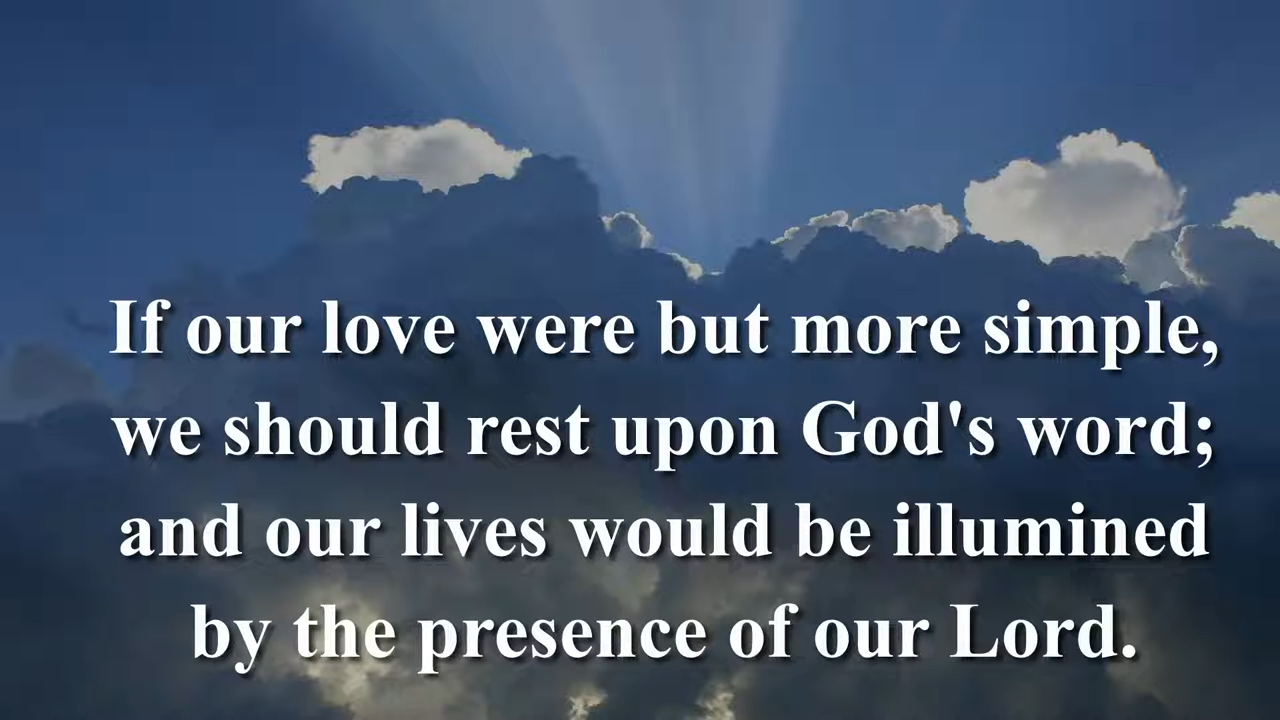 If our love were but more simple,
we should rest upon God's word;
and our lives would be illumined
by the presence of our Lord.